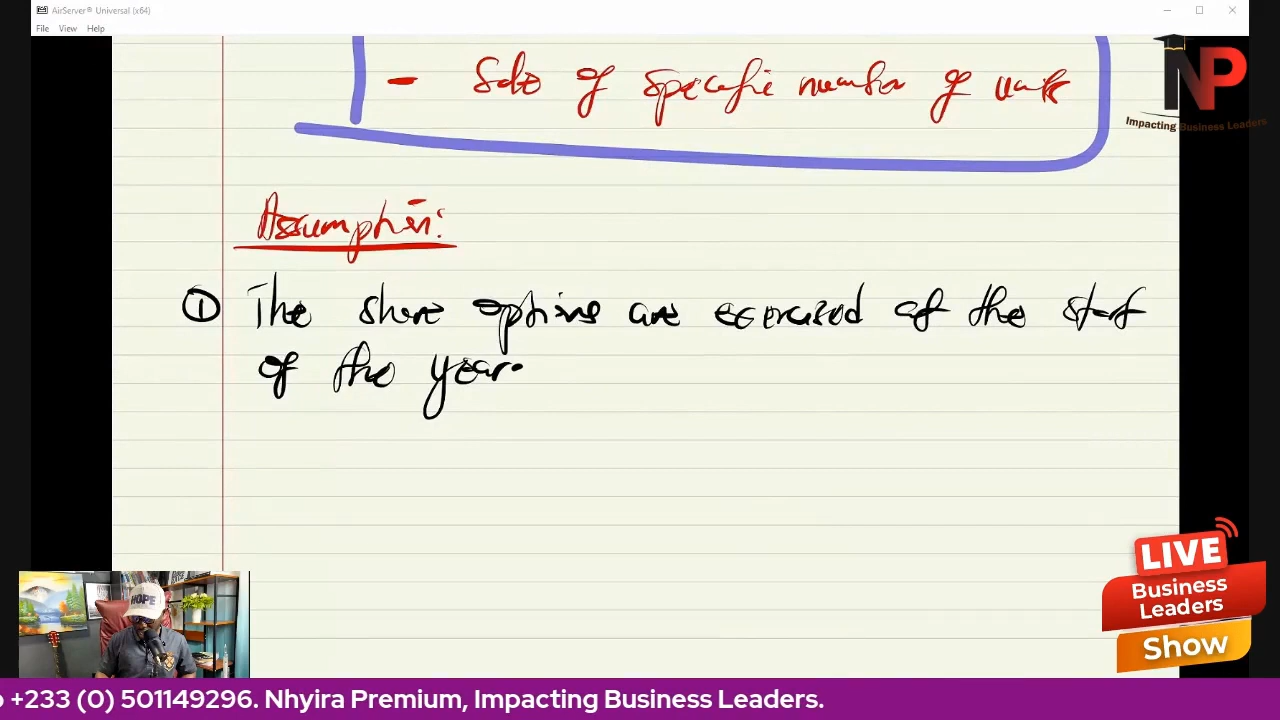 AirServer® Universal (x64)
File View Help
- Sale of specific number of units
NP
Impacting Business Leaders.
Assumption:
① The share options are exercised at the start
of the year.
HOPE
LIVE
Business
Leaders
Show
+233 (0) 501149296. Nhyira Premium, Impacting Business Leaders.